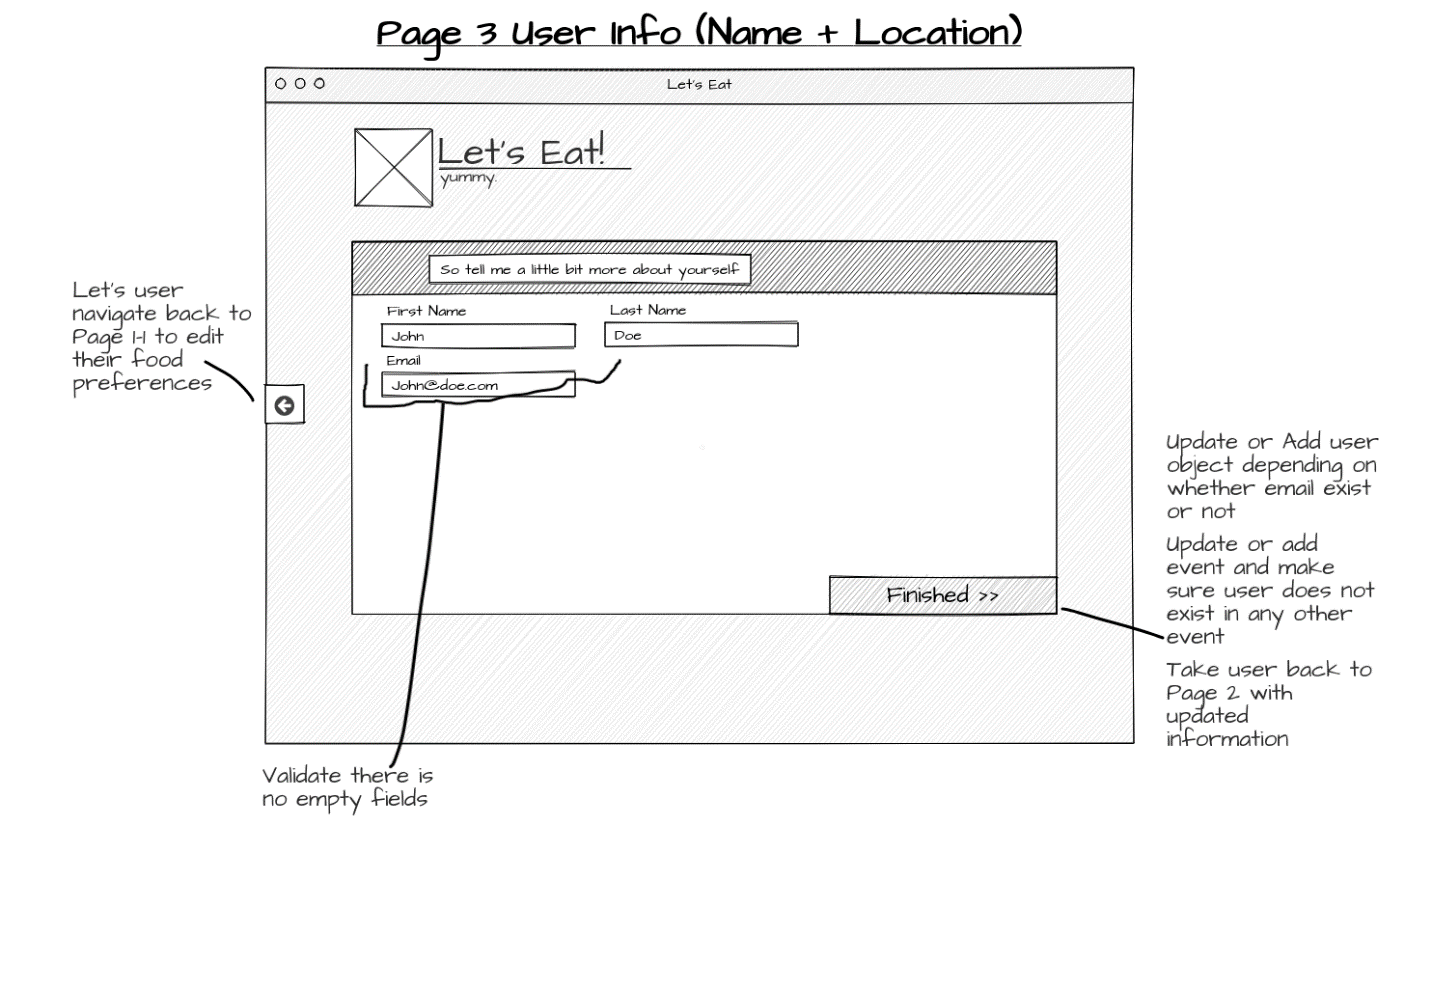 Page 3 User Info (Name + Location)
Let's Eat
Let's Eat!
yummy.
So tell me a little bit more about yourself
First Name
Last Name
John
Doe
Email
John@doe.com
Finished >>
Let's user
navigate back to
Page 1-1 to edit
their food
preferences
Update or Add user
object depending on
whether email exist
or not
Update or add
event and make
sure user does not
exist in any other
event
Take user back to
Page 2 with
updated
information
Validate there is
no empty fields